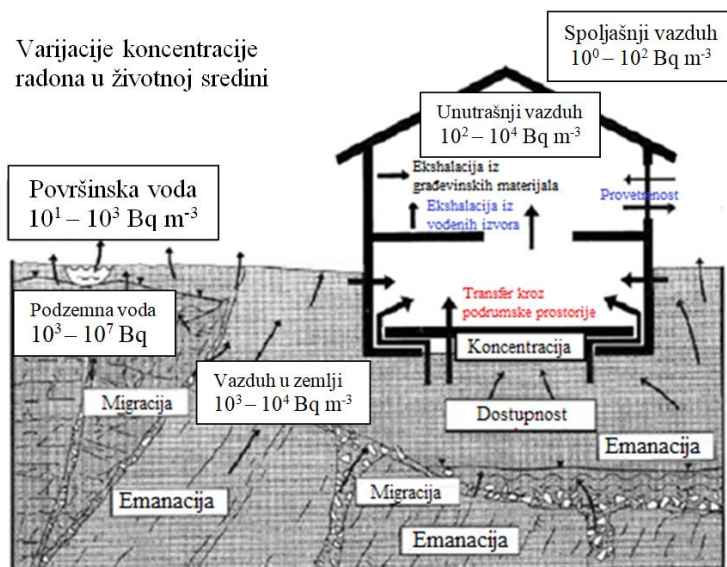 Varijacije koncentracije
radona u životnoj sredini
Spoljašnji vazduh
10⁰ – 10² Bq m⁻³
Unutrašnji vazduh
10² – 10⁴ Bq m⁻³
Ekshalacija iz
građevinskih materijala
Ekshalacija iz
vodenih izvora
Provetrenost
Površinska voda
10¹ – 10³ Bq m⁻³
Transfer kroz
podrumske prostorije
Podzemna voda
10³ – 10⁷ Bq
Koncentracija
Vazduh u zemlji
10³ – 10⁴ Bq m⁻³
Migracija
Dostupnost
Emanacija
Emanacija
Migracija
Emanacija